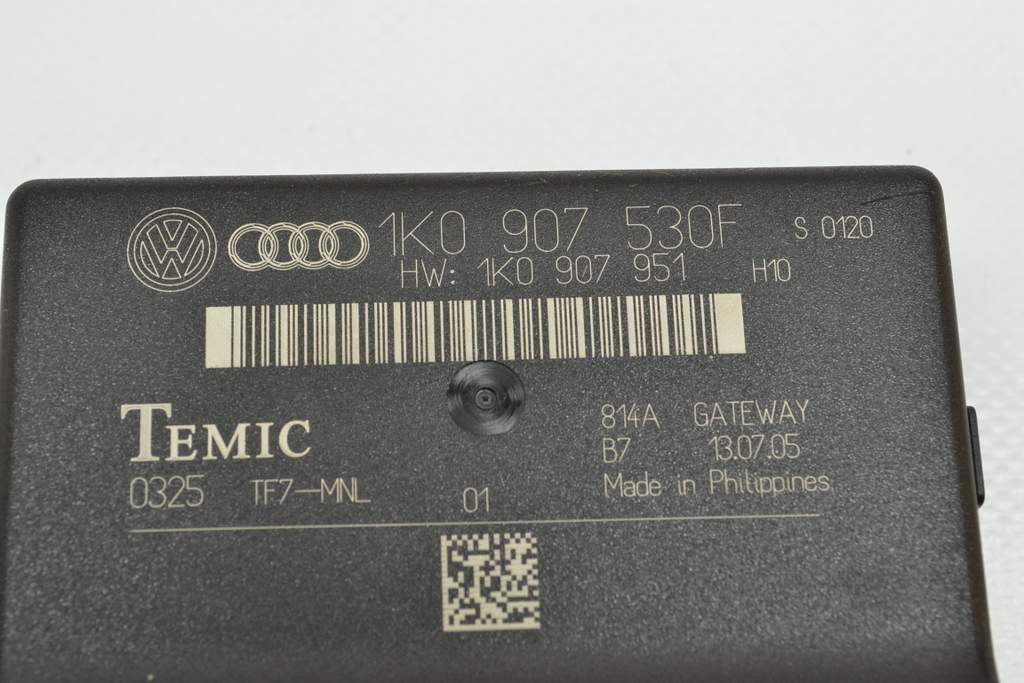 1K0 907 530F S 0120
HW: 1K0 907 951 H10
TEMIC
814A GATEWAY
B7 13.07.05
0325 TF7-MNL 01 Made in Philippines